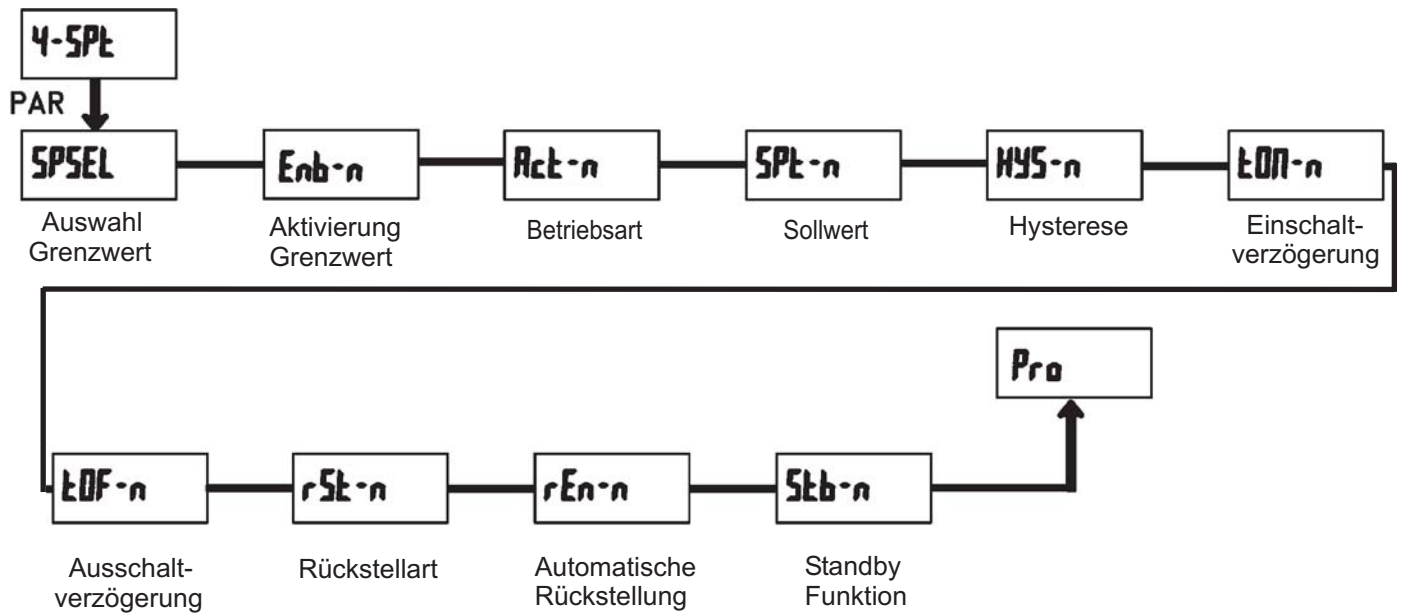 4-SPt
PAR
SPSEL
Enb-n
Act-n
SPt-n
HYS-n
tON-n
Auswahl
Grenzwert
Aktivierung
Grenzwert
Betriebsart
Sollwert
Hysterese
Einschalt-
verzögerung
Pro
tOF-n
rSt-n
rEn-n
Stb-n
Ausschalt-
verzögerung
Rückstellart
Automatische
Rückstellung
Standby
Funktion